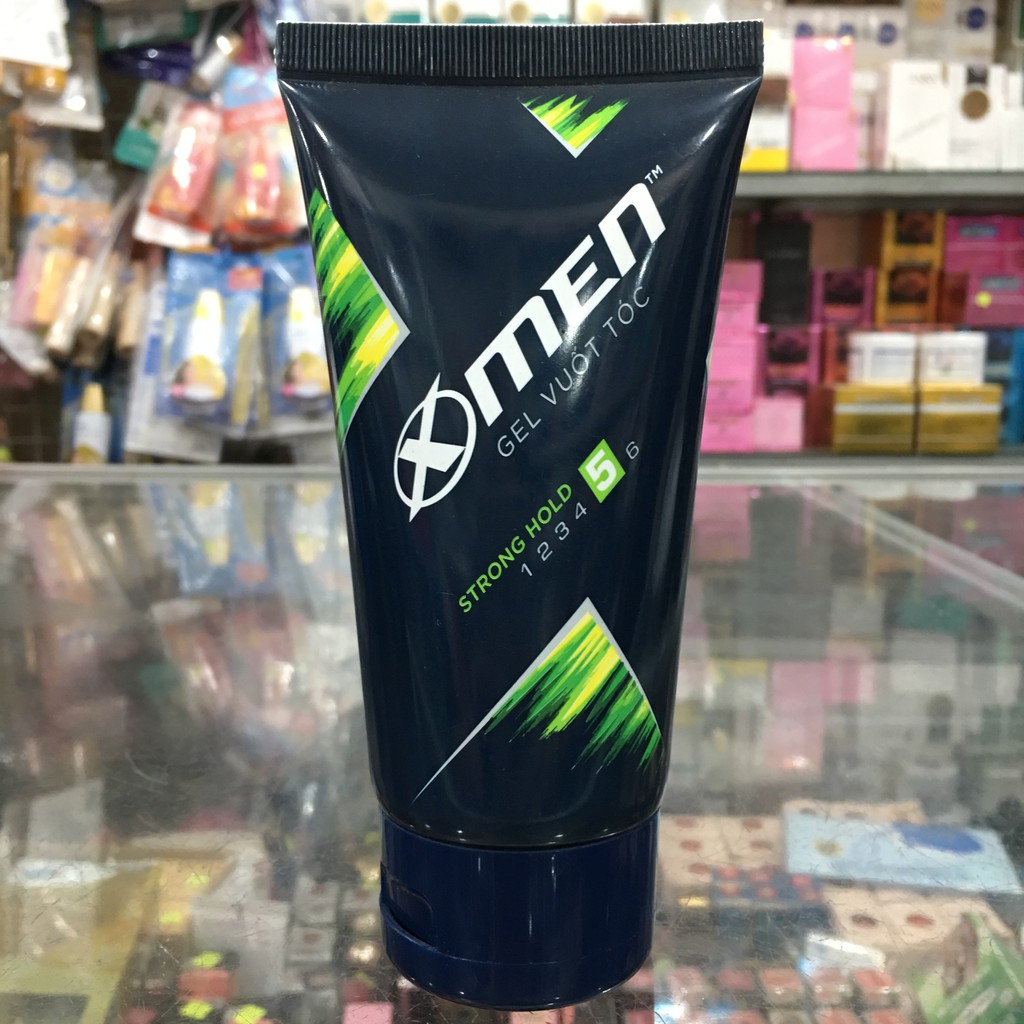 XMEN™
GEL VUỐT TÓC
STRONG HOLD
1 2 3 4 5 6